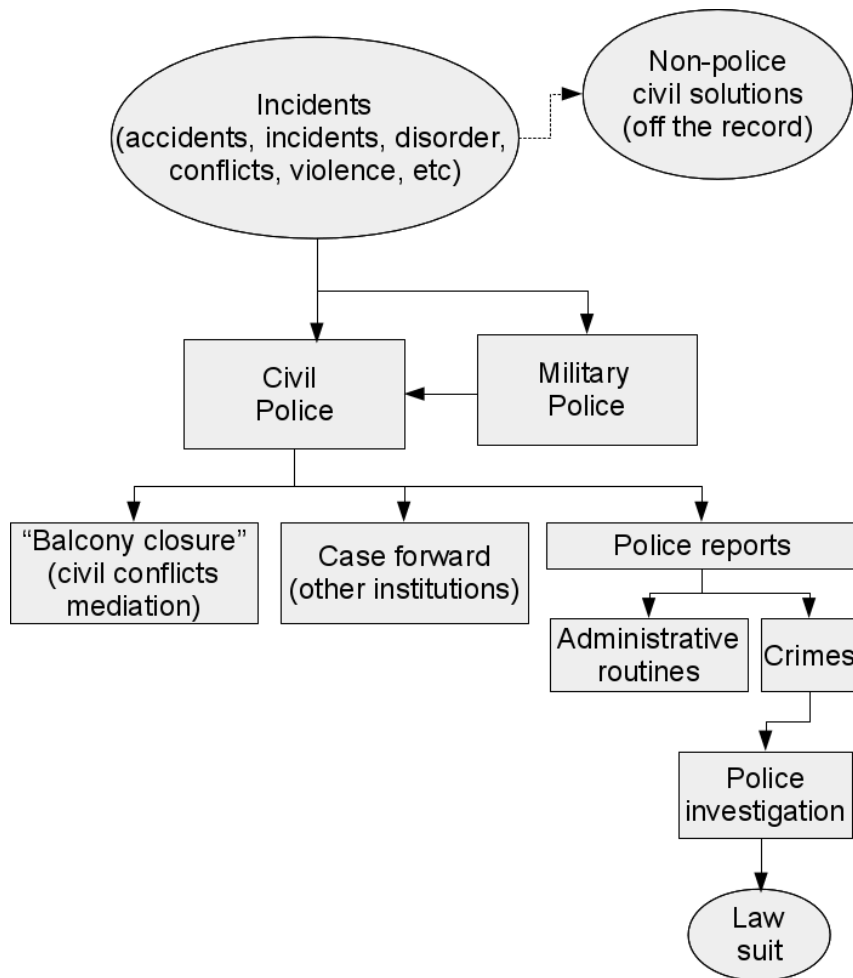 Incidents
(accidents, incidents, disorder,
conflicts, violence, etc)
Non-police
civil solutions
(off the record)
Civil
Police
Military
Police
“Balcony closure”
(civil conflicts
mediation)
Case forward
(other institutions)
Police reports
Administrative
routines
Crimes
Police
investigation
Law
suit